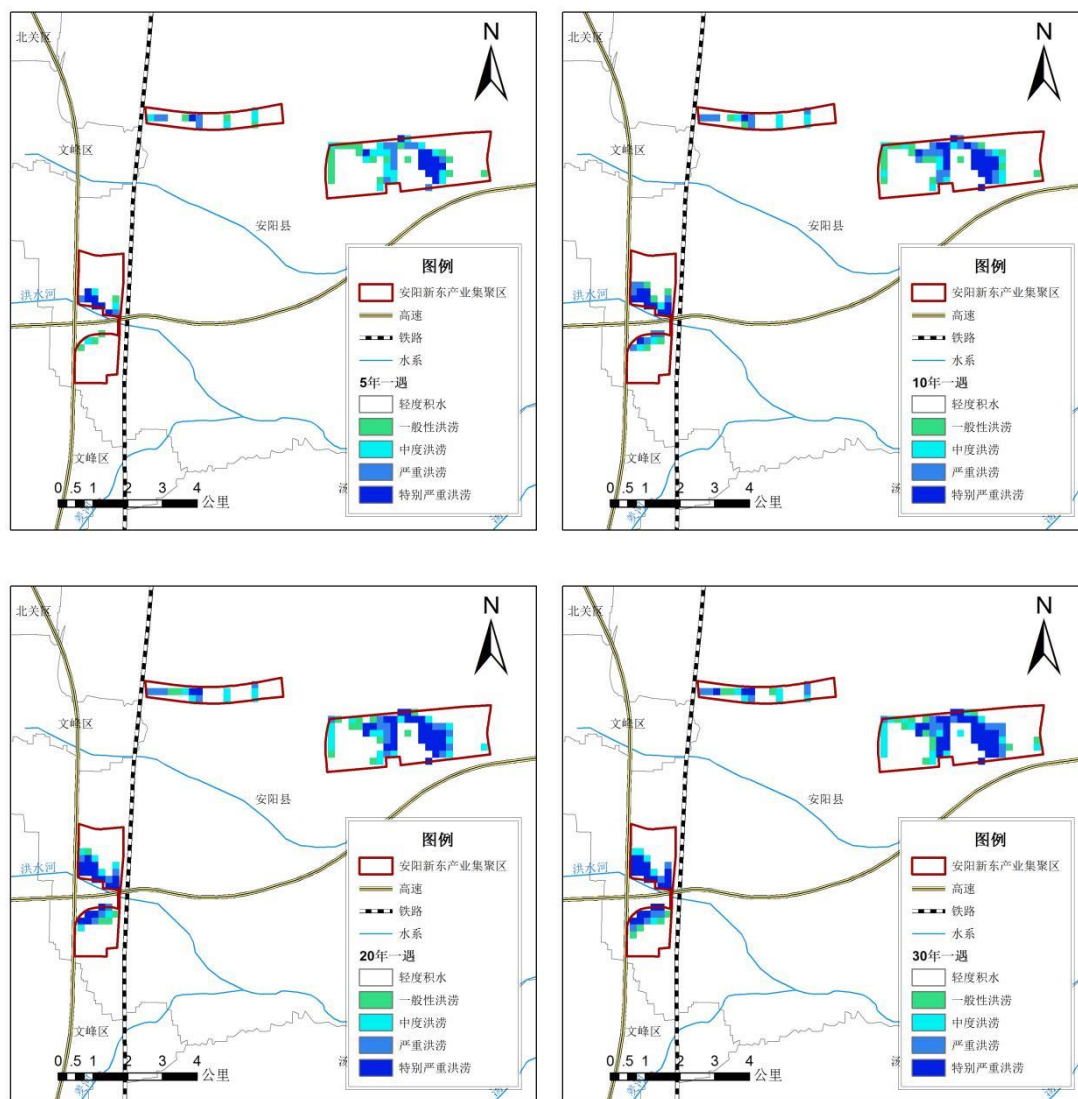 北关区
N
文峰区
安阳县
洪水河
图例
安阳新东产业集聚区
高速
铁路
水系
5年一遇
轻度积水
一般性洪涝
中度洪涝
严重洪涝
特别严重洪涝
文峰区
0 .5 1 2 3 4
公里
汤
北关区
N
文峰区
安阳县
洪水河
图例
安阳新东产业集聚区
高速
铁路
水系
10年一遇
轻度积水
一般性洪涝
中度洪涝
严重洪涝
特别严重洪涝
文峰区
0 .5 1 2 3 4
公里
汤
北关区
N
文峰区
安阳县
洪水河
图例
安阳新东产业集聚区
高速
铁路
水系
20年一遇
轻度积水
一般性洪涝
中度洪涝
严重洪涝
特别严重洪涝
文峰区
0 .5 1 2 3 4
公里
汤
北关区
N
文峰区
安阳县
洪水河
图例
安阳新东产业集聚区
高速
铁路
水系
30年一遇
轻度积水
一般性洪涝
中度洪涝
严重洪涝
特别严重洪涝
文峰区
0 .5 1 2 3 4
公里
汤